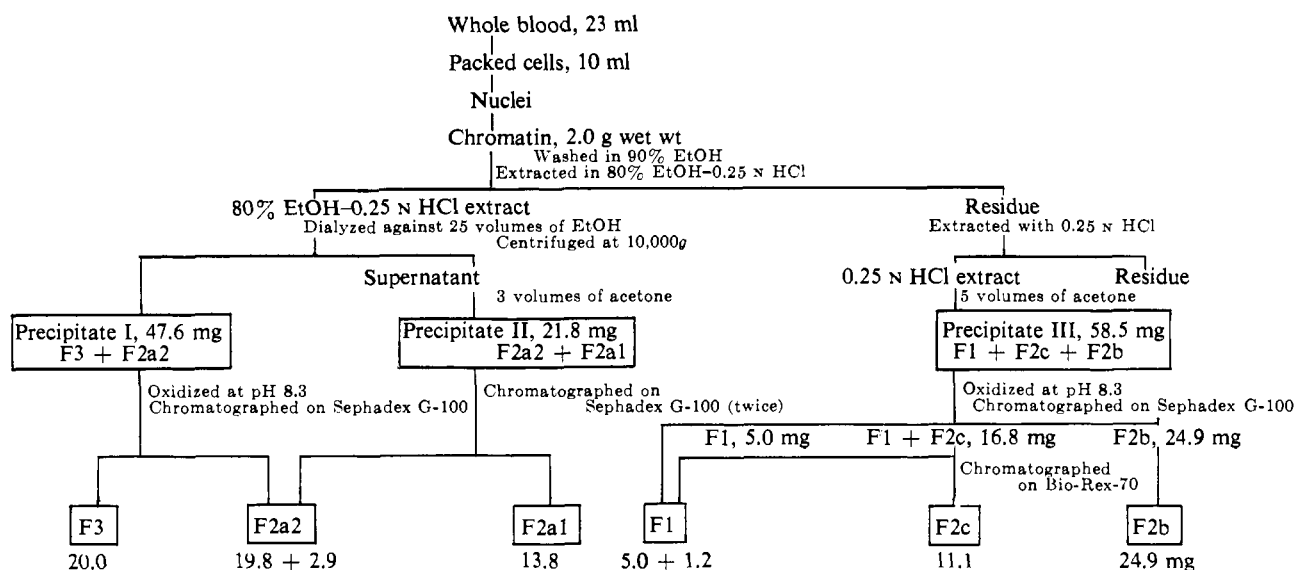 Whole blood, 23 ml
Packed cells, 10 ml
Nuclei
Chromatin, 2.0 g wet wt
Washed in 90% EtOH
Extracted in 80% EtOH–0.25 N HCl
80% EtOH–0.25 N HCl extract
Dialyzed against 25 volumes of EtOH
Centrifuged at 10,000g
Residue
Extracted with 0.25 N HCl
Supernatant
3 volumes of acetone
0.25 N HCl extract
Residue
5 volumes of acetone
Precipitate I, 47.6 mg
F3 + F2a2
Precipitate II, 21.8 mg
F2a2 + F2a1
Precipitate III, 58.5 mg
F1 + F2c + F2b
Oxidized at pH 8.3
Chromatographed on Sephadex G-100
Chromatographed on
Sephadex G-100 (twice)
Oxidized at pH 8.3
Chromatographed on Sephadex G-100
F1, 5.0 mg
F1 + F2c, 16.8 mg
F2b, 24.9 mg
Chromatographed
on Bio-Rex-70
F3
F2a2
F2a1
F1
F2c
F2b
20.0
19.8 + 2.9
13.8
5.0 + 1.2
11.1
24.9 mg